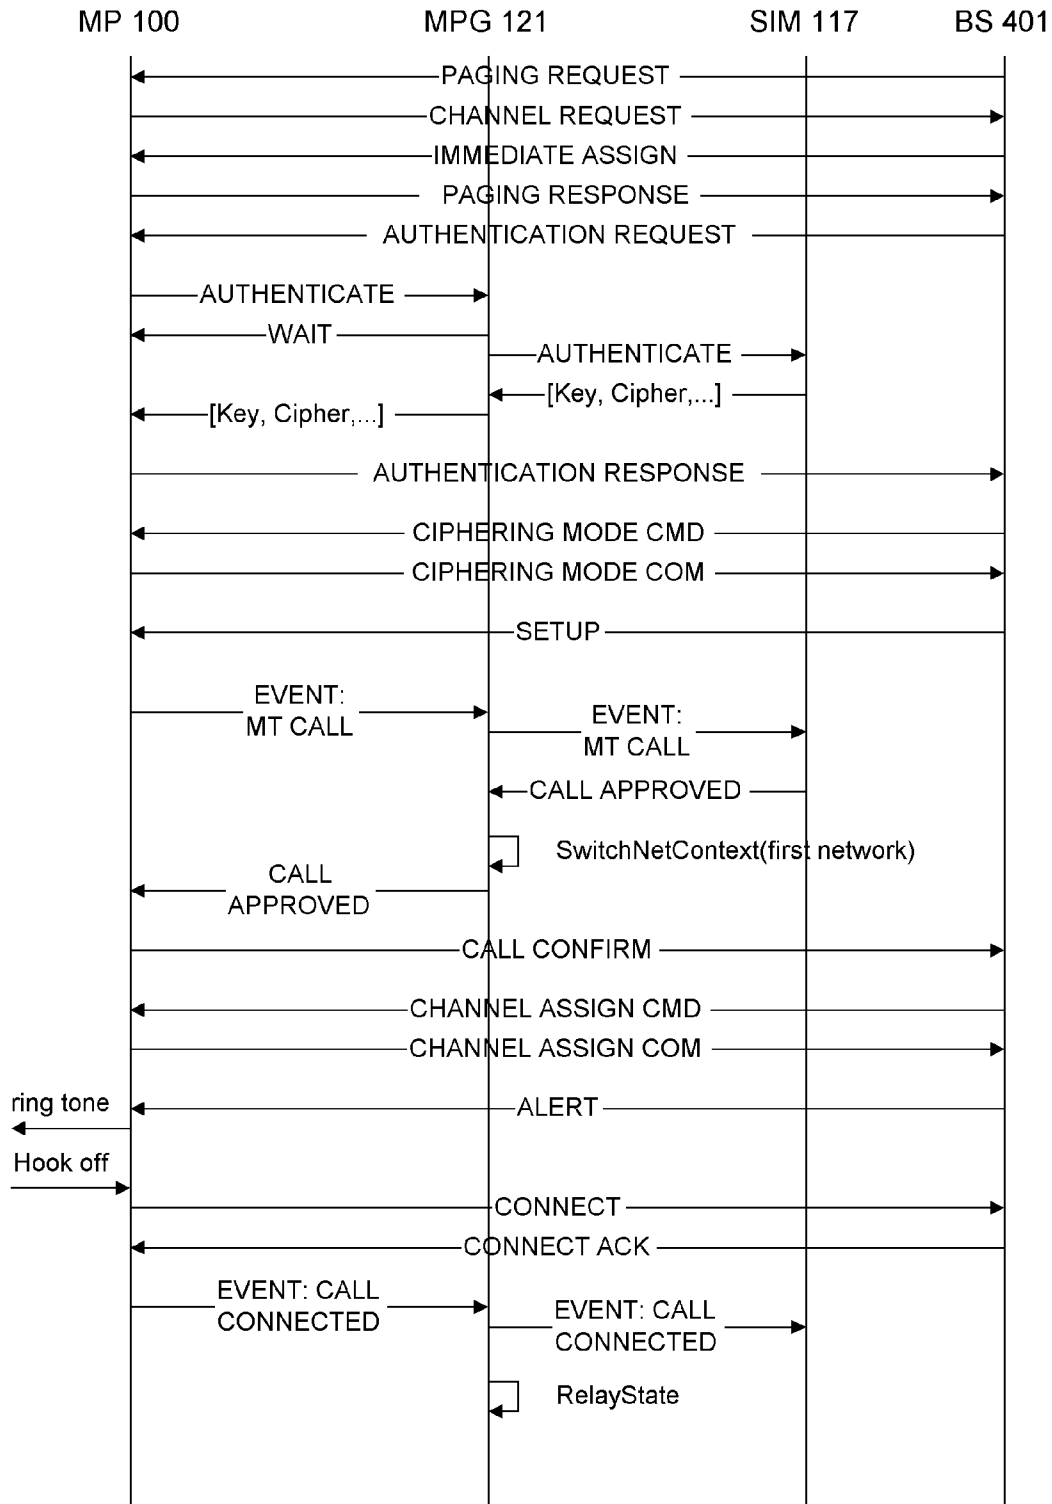 MP 100
MPG 121
SIM 117
BS 401
PAGING REQUEST
CHANNEL REQUEST
IMMEDIATE ASSIGN
PAGING RESPONSE
AUTHENTICATION REQUEST
AUTHENTICATE
WAIT
AUTHENTICATE
[Key, Cipher,...]
[Key, Cipher,...]
AUTHENTICATION RESPONSE
CIPHERING MODE CMD
CIPHERING MODE COM
SETUP
EVENT:
MT CALL
EVENT:
MT CALL
CALL APPROVED
SwitchNetContext(first network)
CALL
APPROVED
CALL CONFIRM
CHANNEL ASSIGN CMD
CHANNEL ASSIGN COM
ring tone
ALERT
Hook off
CONNECT
CONNECT ACK
EVENT: CALL
CONNECTED
EVENT: CALL
CONNECTED
RelayState